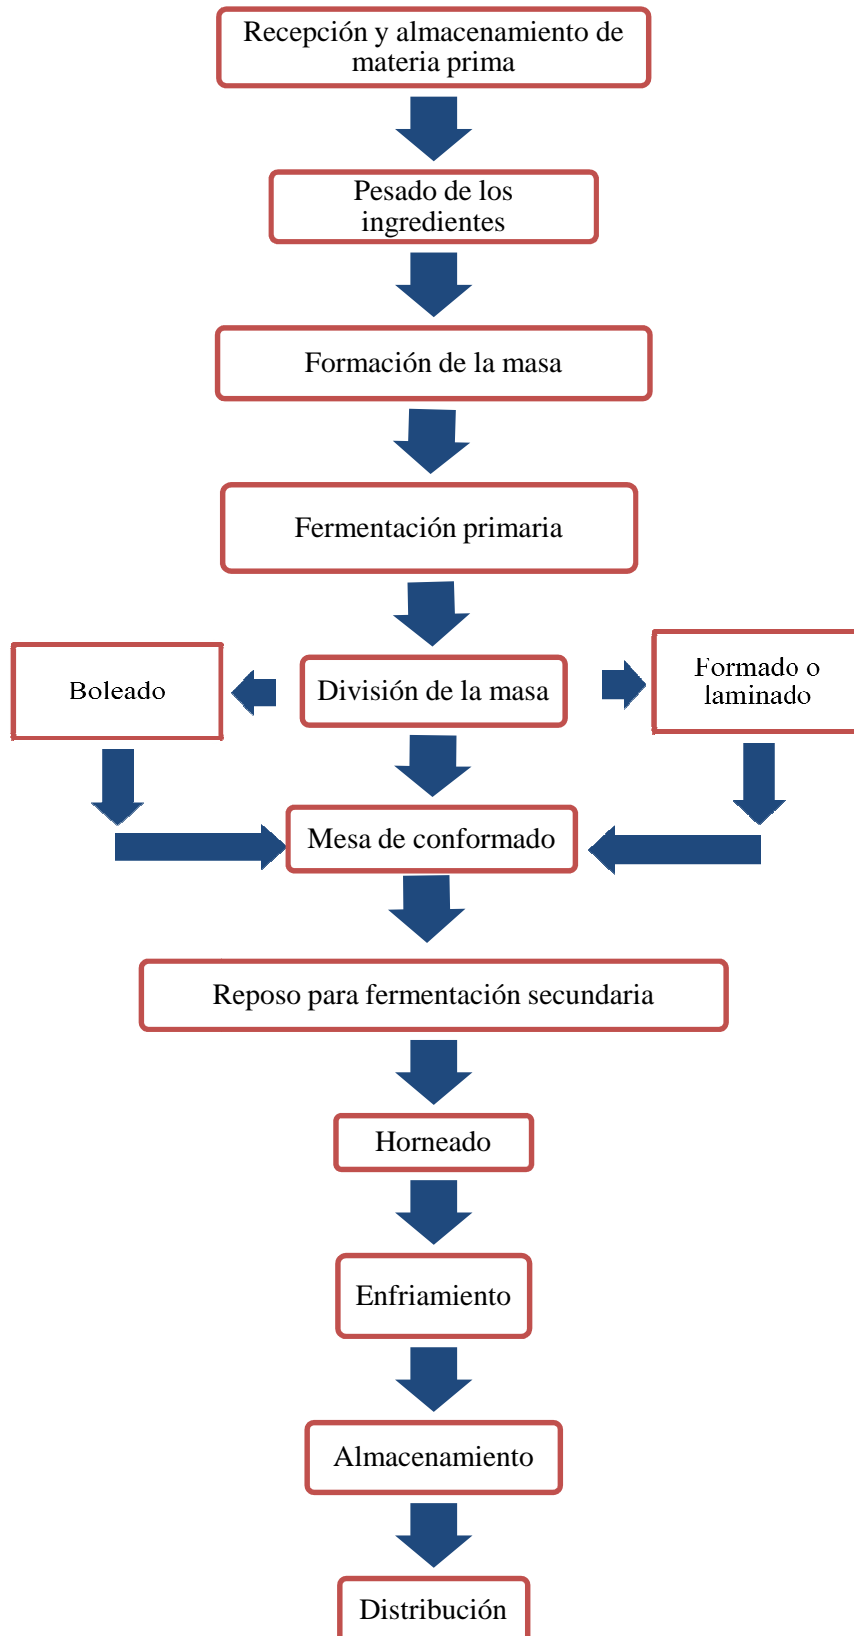 Recepción y almacenamiento de
materia prima
Pesado de los
ingredientes
Formación de la masa
Fermentación primaria
Boleado
División de la masa
Formado o
laminado
Mesa de conformado
Reposo para fermentación secundaria
Horneado
Enfriamiento
Almacenamiento
Distribución